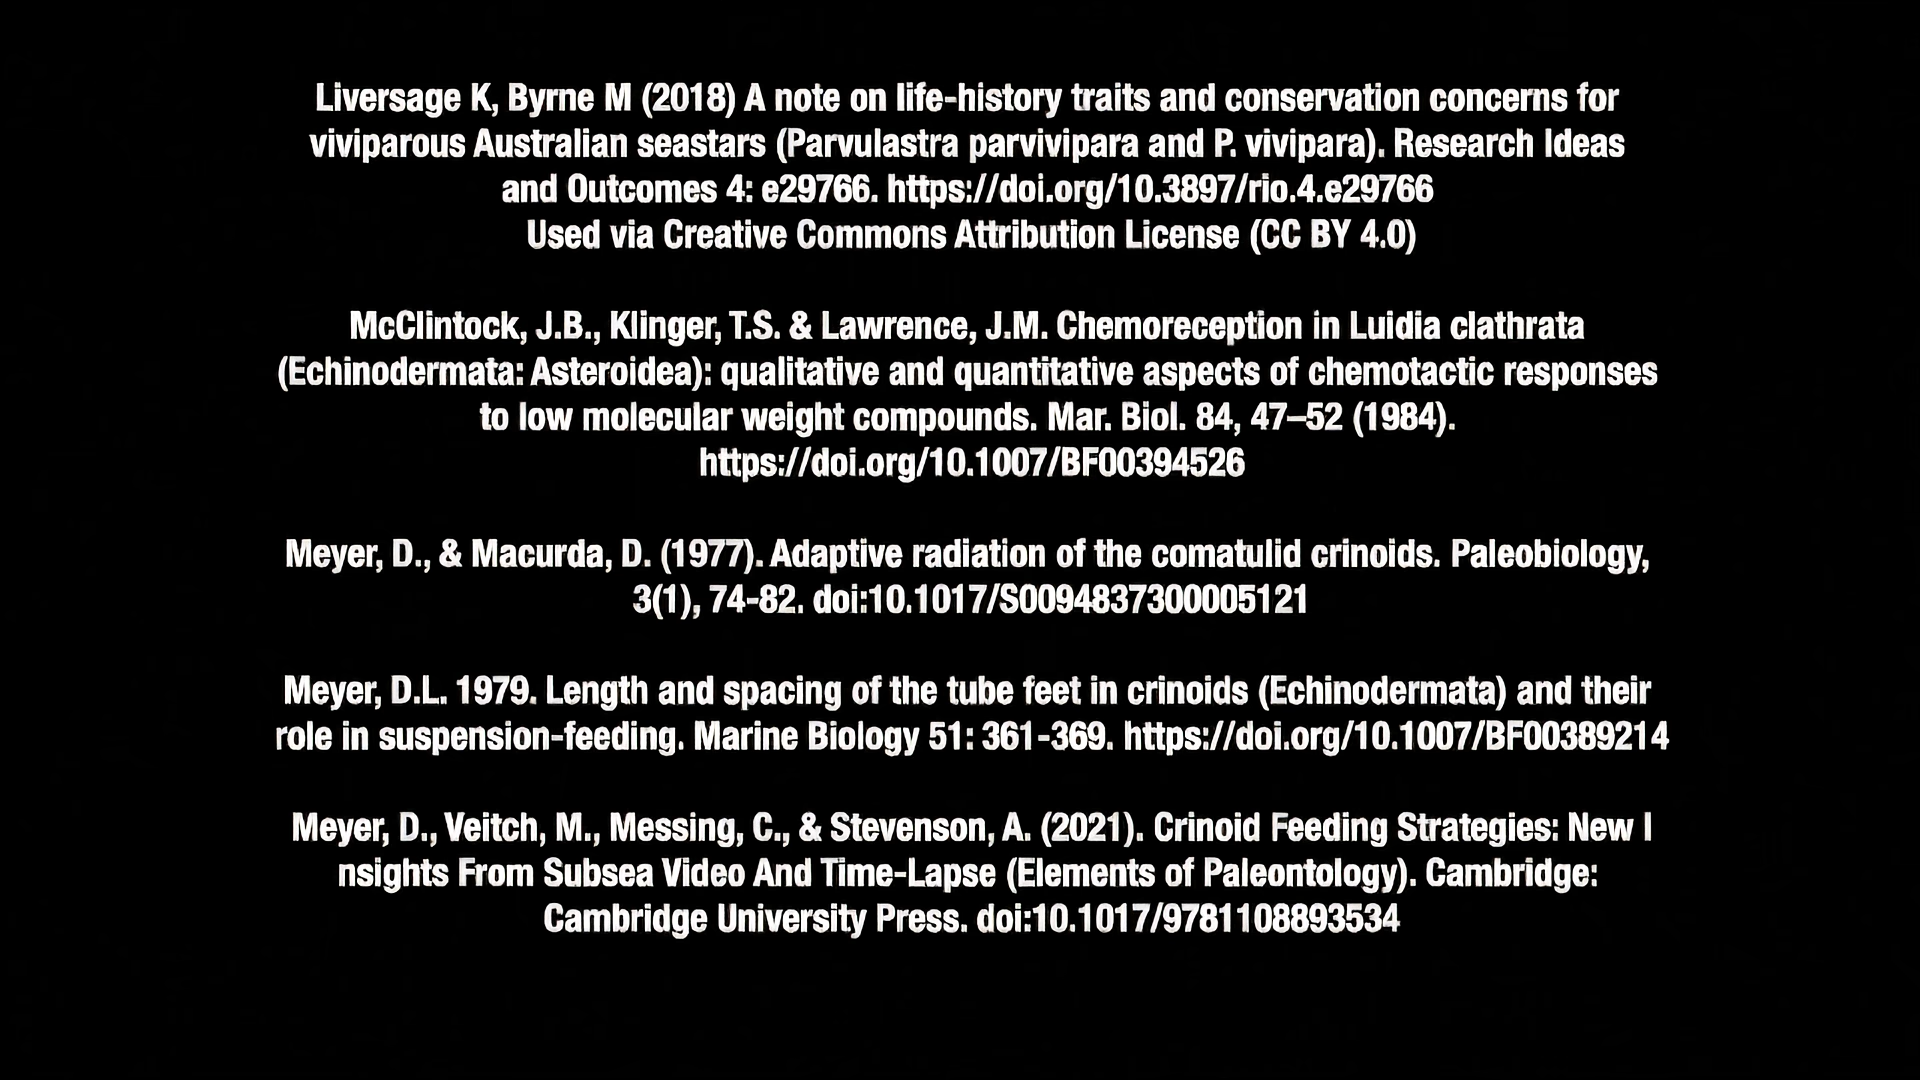 Liversage K, Byrne M (2018) A note on life-history traits and conservation concerns for
viviparous Australian seastars (Parvulastra parvivipara and P. vivipara). Research Ideas
and Outcomes 4: e29766. https://doi.org/10.3897/rio.4.e29766
Used via Creative Commons Attribution License (CC BY 4.0)
McClintock, J.B., Klinger, T.S. & Lawrence, J.M. Chemoreception in Luidia clathrata
(Echinodermata: Asteroidea): qualitative and quantitative aspects of chemotactic responses
to low molecular weight compounds. Mar. Biol. 84, 47–52 (1984).
https://doi.org/10.1007/BF00394526
Meyer, D., & Macurda, D. (1977). Adaptive radiation of the comatulid crinoids. Paleobiology,
3(1), 74-82. doi:10.1017/S0094837300005121
Meyer, D.L. 1979. Length and spacing of the tube feet in crinoids (Echinodermata) and their
role in suspension-feeding. Marine Biology 51: 361-369. https://doi.org/10.1007/BF00389214
Meyer, D., Veitch, M., Messing, C., & Stevenson, A. (2021). Crinoid Feeding Strategies: New I
nsights From Subsea Video And Time-Lapse (Elements of Paleontology). Cambridge:
Cambridge University Press. doi:10.1017/9781108893534